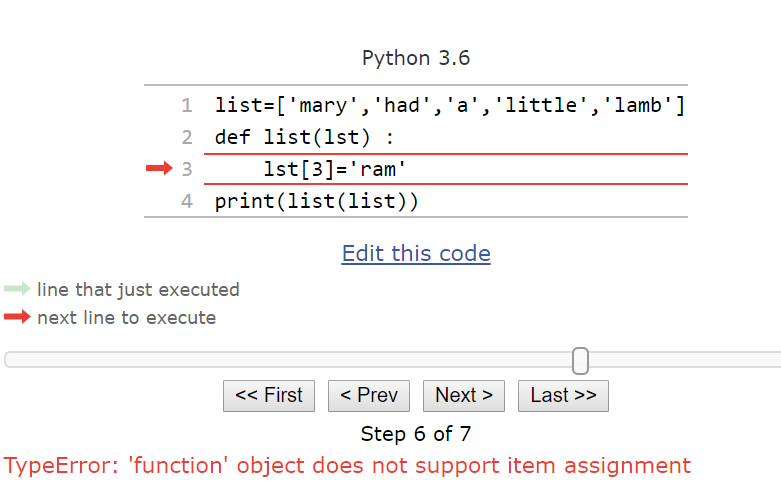 Python 3.6
1 list=['mary','had','a','little','lamb']
2 def list(lst) :
3     lst[3]='ram'
4 print(list(list))
Edit this code
line that just executed
next line to execute
<< First < Prev Next > Last >>
Step 6 of 7
TypeError: 'function' object does not support item assignment